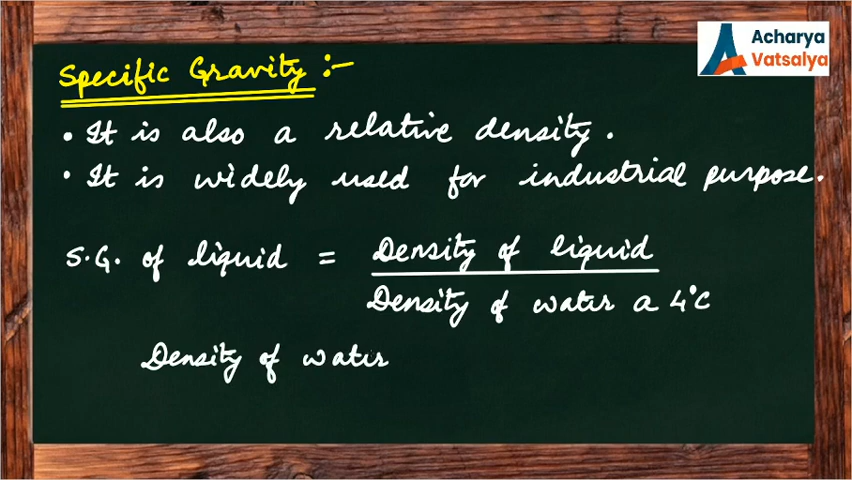 Acharya
Vatsalya
Specific Gravity :-
• It is also a relative density.
• It is widely used for industrial purpose.
S.G. of liquid = Density of liquid
Density of water a 4°C
Density of water